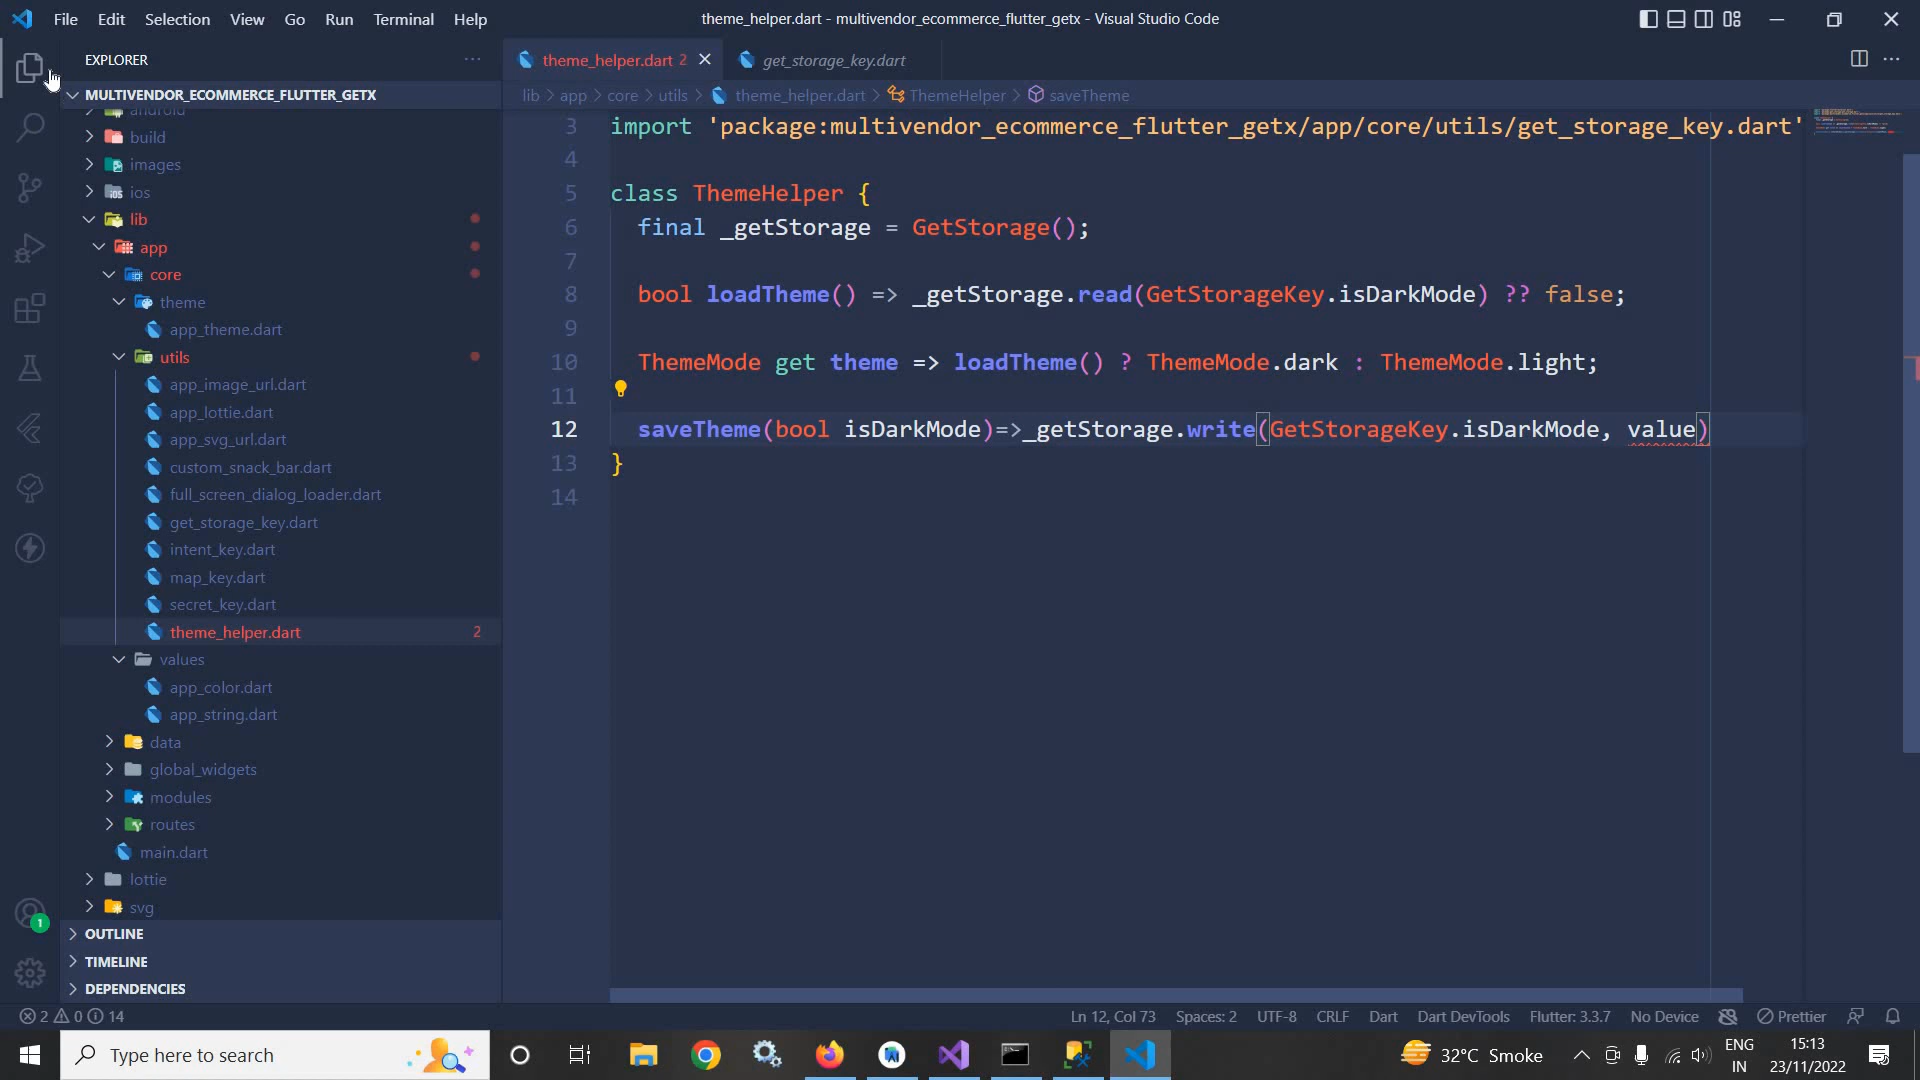 File Edit Selection View Go Run Terminal Help
theme_helper.dart - multivendor_ecommerce_flutter_getx - Visual Studio Code
EXPLORER
MULTIVENDOR_ECOMMERCE_FLUTTER_GETX
android
build
images
ios
lib
app
core
theme
app_theme.dart
utils
app_image_url.dart
app_lottie.dart
app_svg_url.dart
custom_snack_bar.dart
full_screen_dialog_loader.dart
get_storage_key.dart
intent_key.dart
map_key.dart
secret_key.dart
theme_helper.dart 2
values
app_color.dart
app_string.dart
data
global_widgets
modules
routes
main.dart
lottie
svg
OUTLINE
TIMELINE
DEPENDENCIES
theme_helper.dart 2
get_storage_key.dart
lib > app > core > utils > theme_helper.dart > ThemeHelper > saveTheme
3 import 'package:multivendor_ecommerce_flutter_getx/app/core/utils/get_storage_key.dart'
4
5 class ThemeHelper {
6 final _getStorage = GetStorage();
7
8 bool loadTheme() => _getStorage.read(GetStorageKey.isDarkMode) ?? false;
9
10 ThemeMode get theme => loadTheme() ? ThemeMode.dark : ThemeMode.light;
11
12 saveTheme(bool isDarkMode)=>_getStorage.write(GetStorageKey.isDarkMode, value)
13 }
14
1
2 0 14
Ln 12, Col 73 Spaces: 2 UTF-8 CRLF Dart Dart DevTools Flutter: 3.3.7 No Device Prettier
Type here to search
32°C Smoke
ENG
IN
15:13
23/11/2022